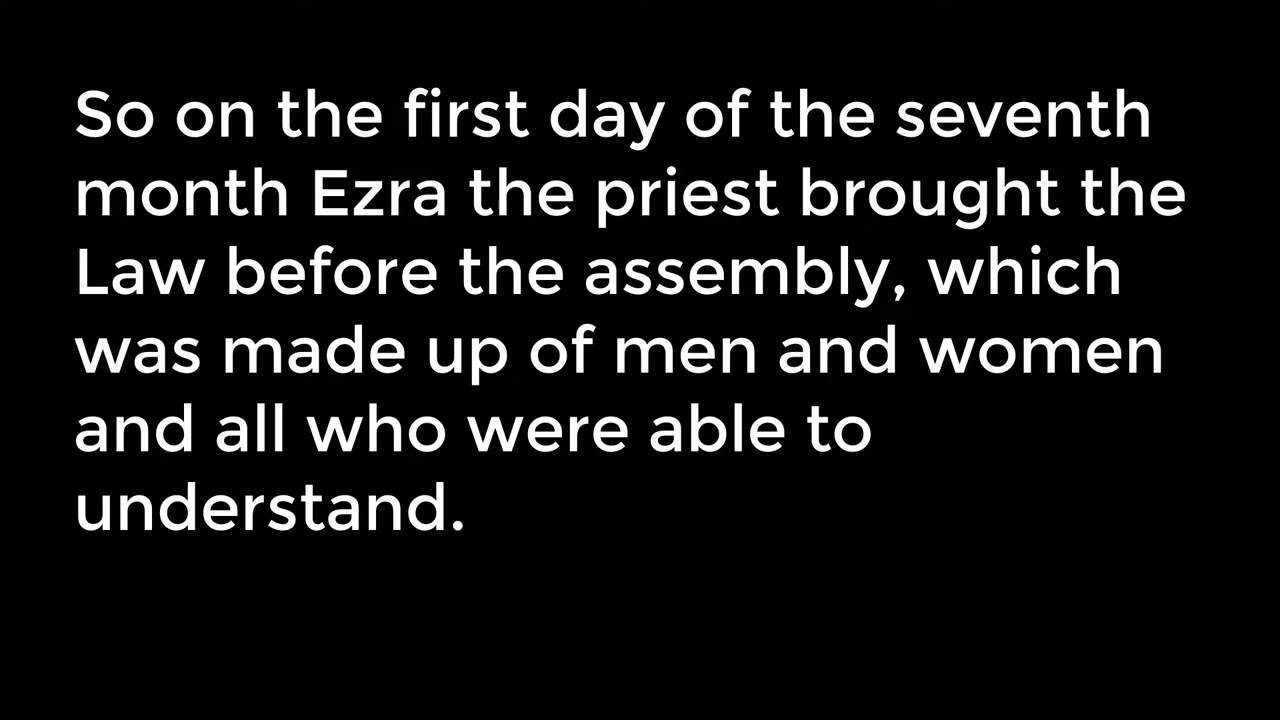 So on the first day of the seventh
month Ezra the priest brought the
Law before the assembly, which
was made up of men and women
and all who were able to
understand.